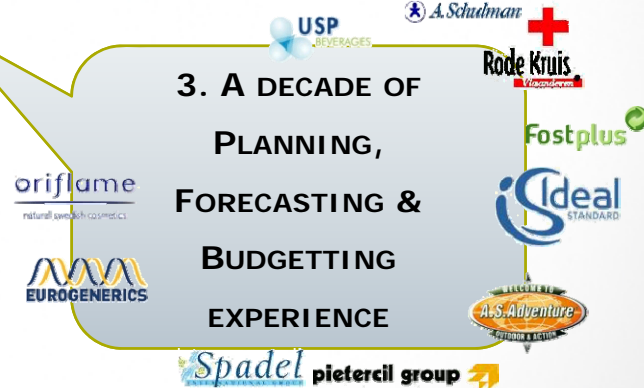 USP
BEVERAGES
A. Schulman
Rode Kruis
Vlaanderen
3. A DECADE OF
PLANNING,
FORECASTING &
BUDGETTING
EXPERIENCE
Fostplus
oriflame
natural swedish cosmetics
Ideal
STANDARD
EUROGENERICS
WELCOME TO
A.S.Adventure
OUTDOOR & ACTION
Spadel
INTERNATIONAL GROUP
pietercil group